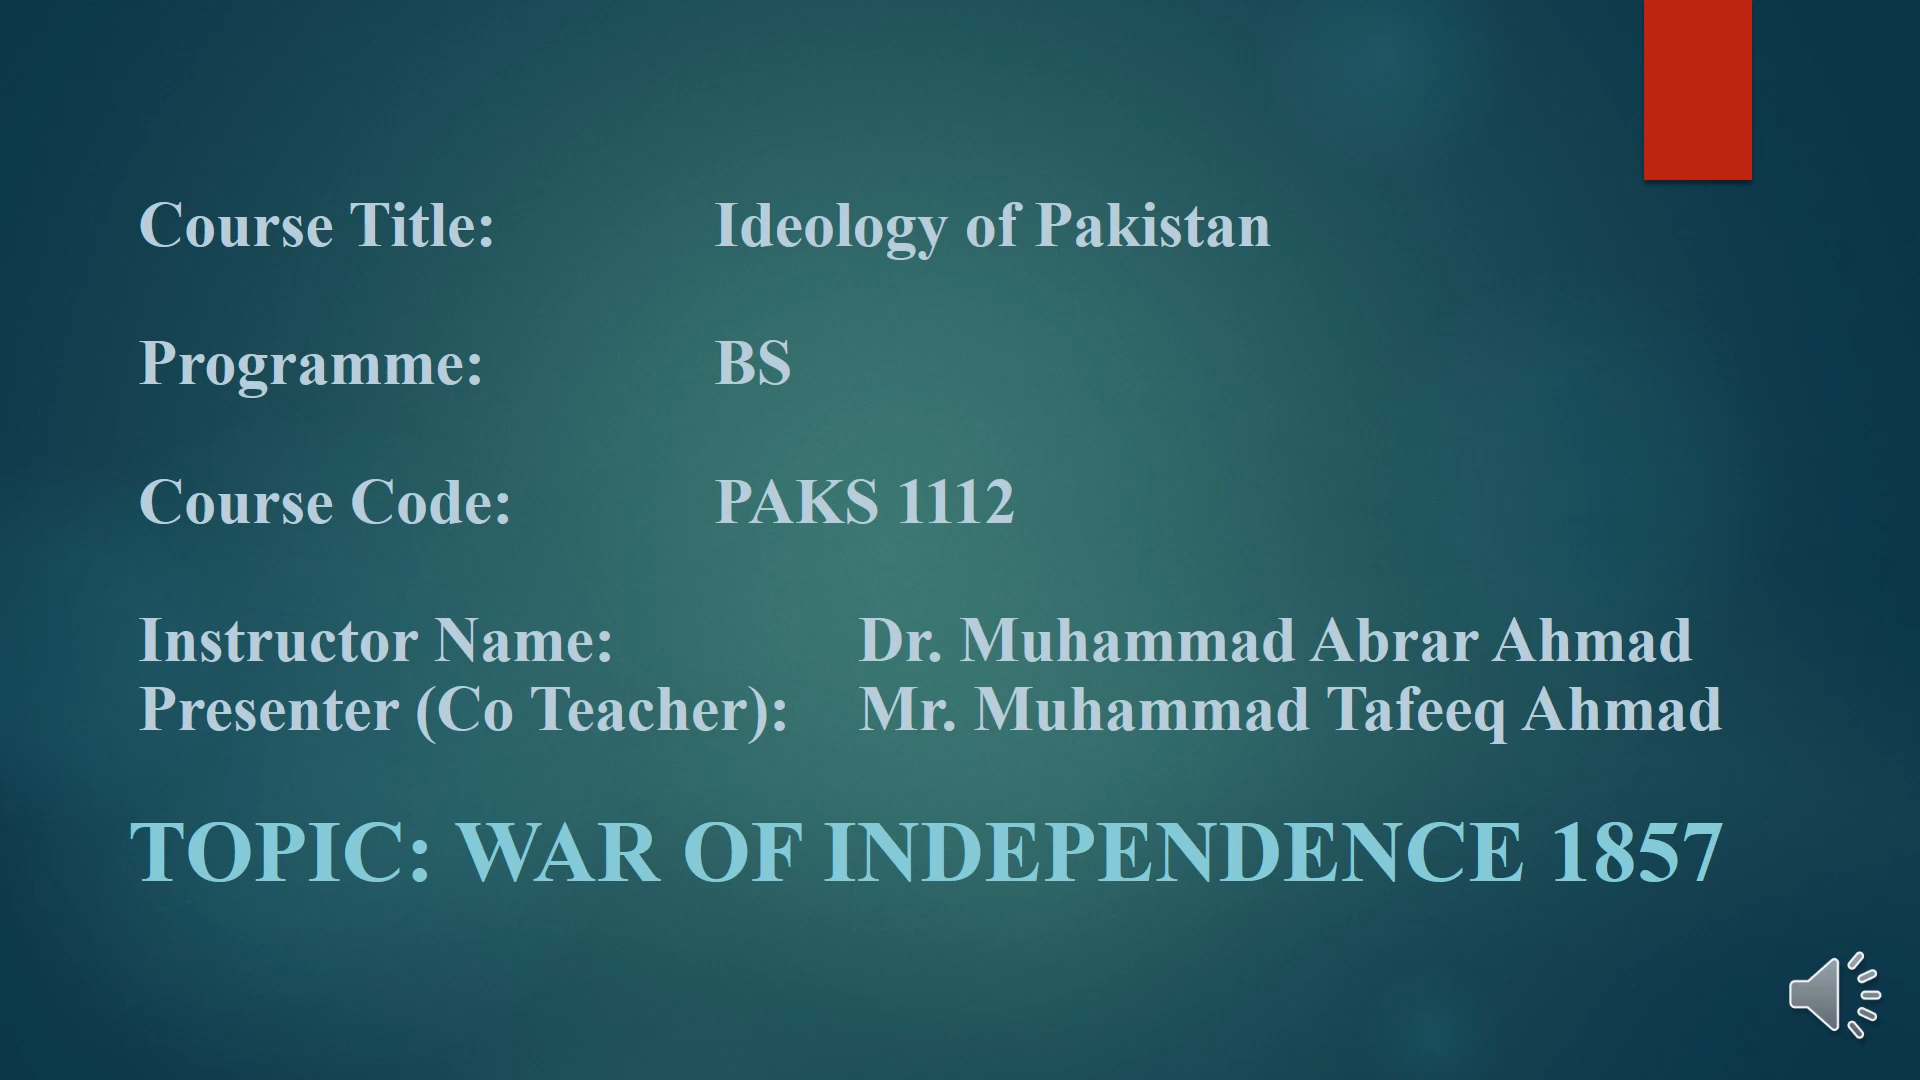 Course Title: Ideology of Pakistan
Programme: BS
Course Code: PAKS 1112
Instructor Name: Dr. Muhammad Abrar Ahmad
Presenter (Co Teacher): Mr. Muhammad Tafeeq Ahmad
TOPIC: WAR OF INDEPENDENCE 1857